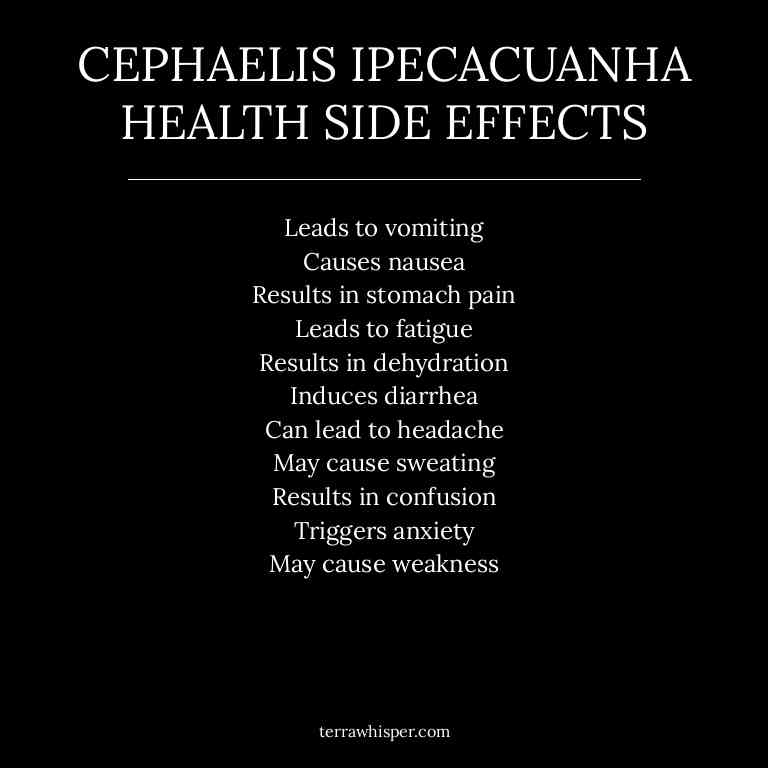 CEPHAELIS IPECACUANHA
HEALTH SIDE EFFECTS
Leads to vomiting
Causes nausea
Results in stomach pain
Leads to fatigue
Results in dehydration
Induces diarrhea
Can lead to headache
May cause sweating
Results in confusion
Triggers anxiety
May cause weakness
terrawhisper.com